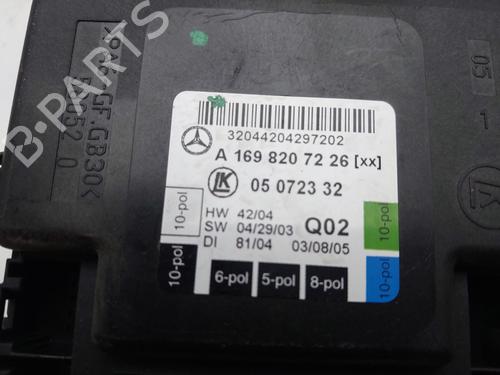 32044204297202
A 169 820 72 26 [xx]
LK 05 0723 32
HW 42/04
SW 04/29/03 Q02
DI 81/04 03/08/05
10-pol
10-pol
10-pol
10-pol
6-pol 5-pol 8-pol
05
1
B-PARTS